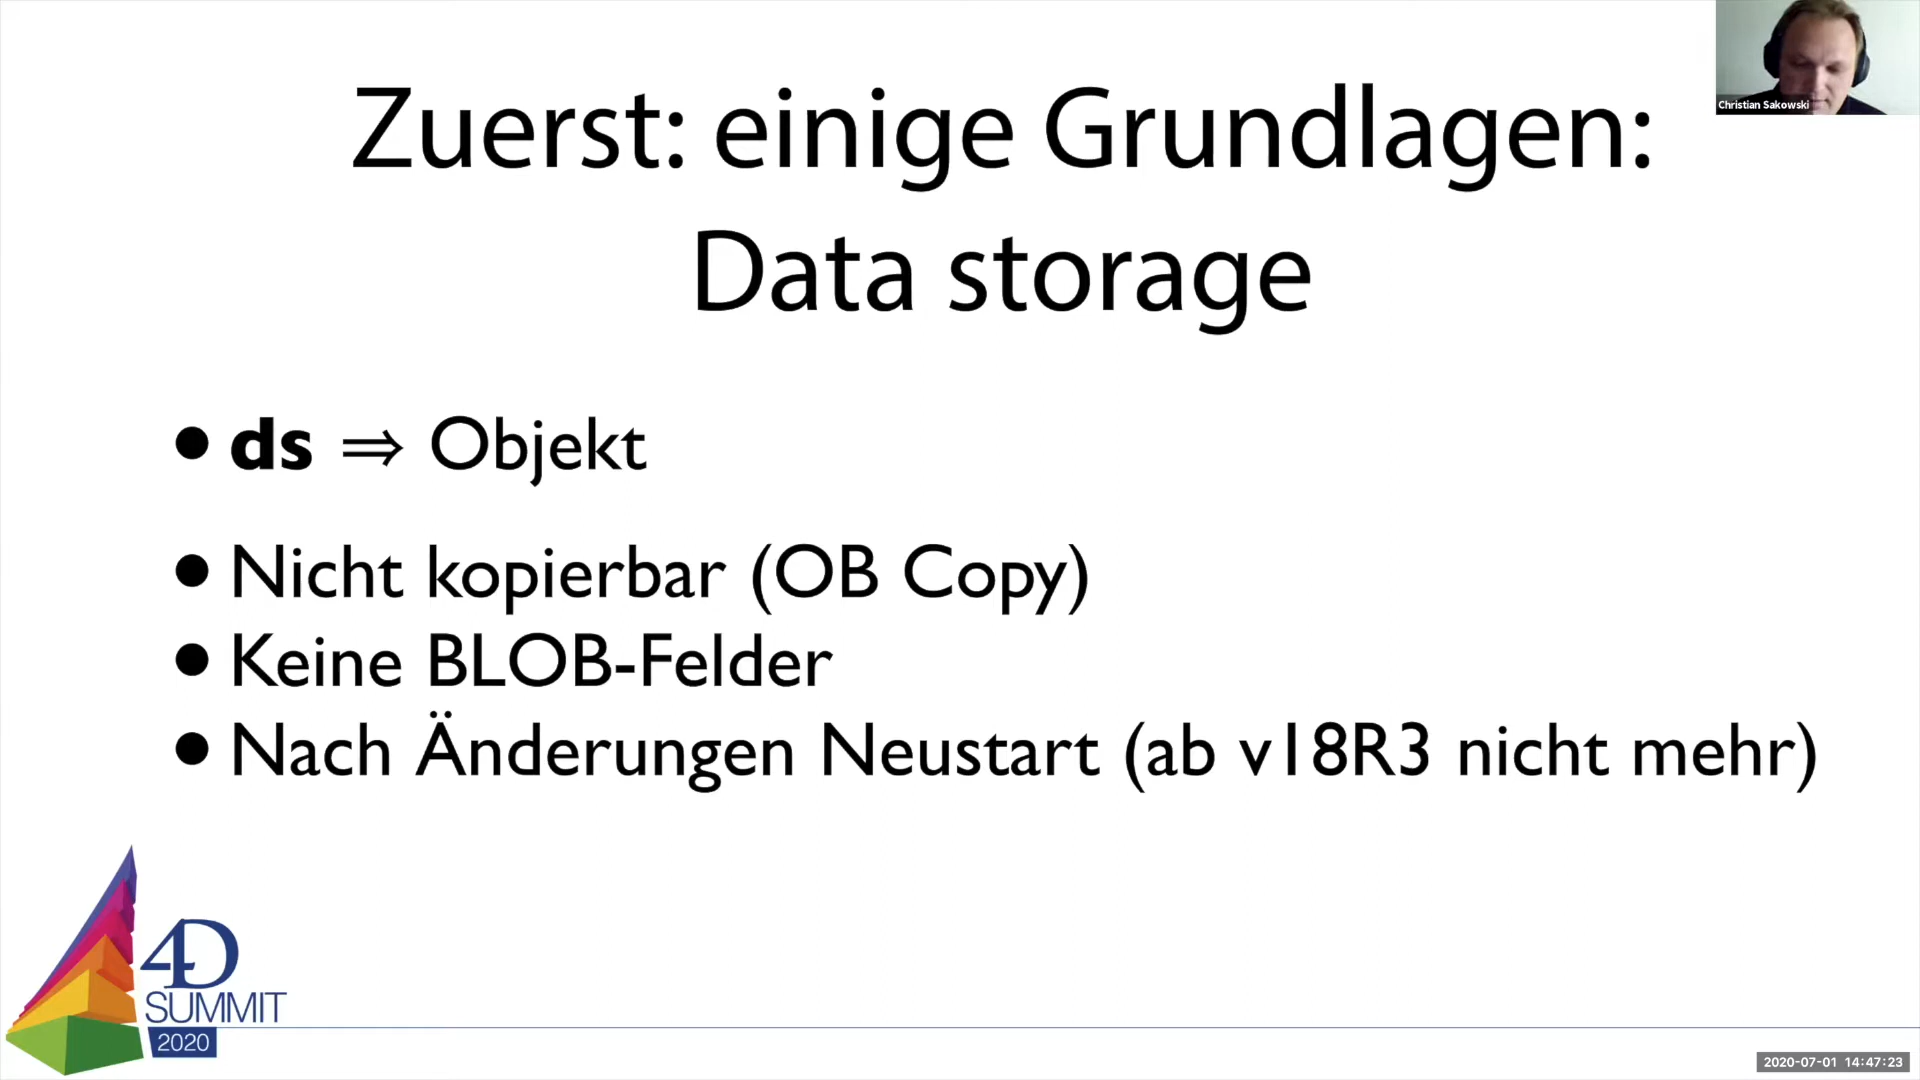 Zuerst: einige Grundlagen:
Data storage
Christian Sakowski
• ds ⇒ Objekt
• Nicht kopierbar (OB Copy)
• Keine BLOB-Felder
• Nach Änderungen Neustart (ab v18R3 nicht mehr)
4D
SUMMIT
2020
2020-07-01 14:47:23